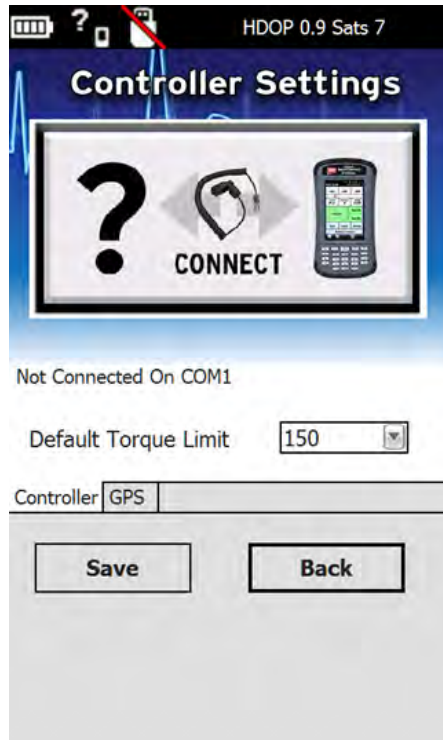 HDOP 0.9 Sats 7
Controller Settings
?
CONNECT
Not Connected On COM1
Default Torque Limit 150
Controller GPS
Save Back